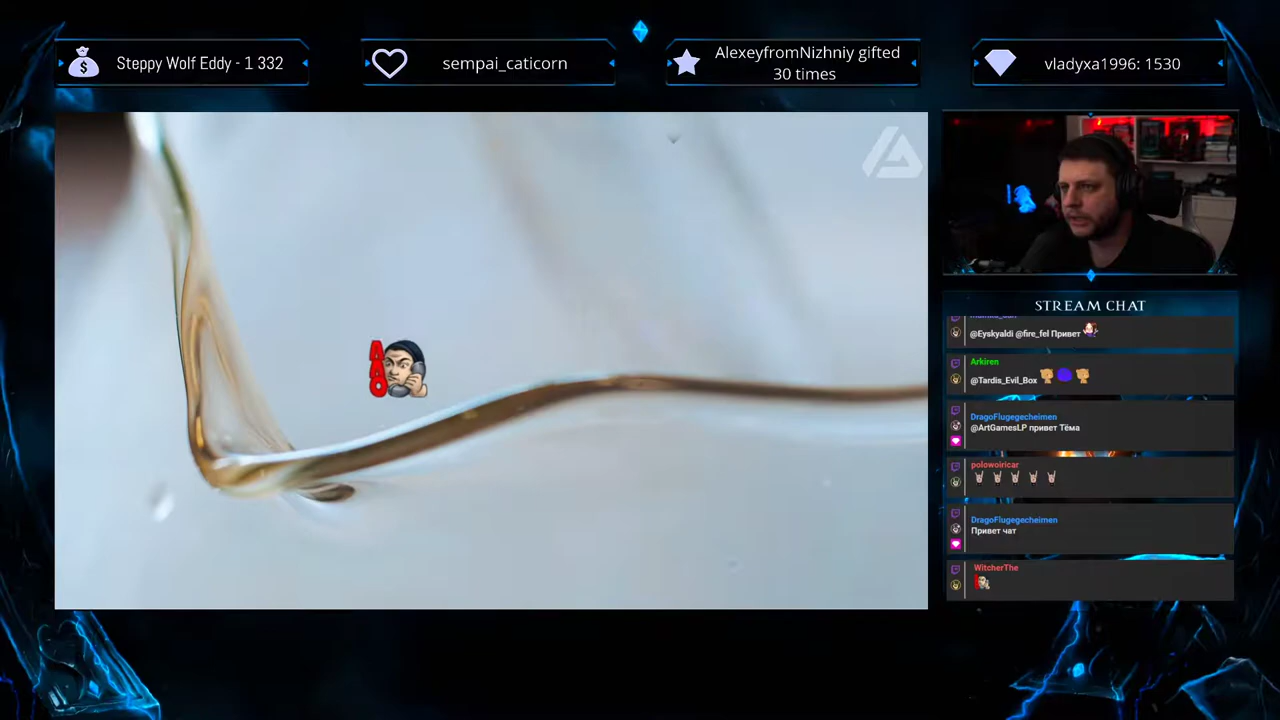 Steppy Wolf Eddy - 1 332
sempai_caticorn
AlexeyfromNizhniy gifted
30 times
vladyxa1996: 1530
АЛО
STREAM CHAT
@Eyskyaldi @fire_fel Привет
Arkiren
@Tardis_Evil_Box
DragoFlugegecheimen
@ArtGamesLP привет Тёма
polowoiricar
DragoFlugegecheimen
Привет чат
WitcherThe